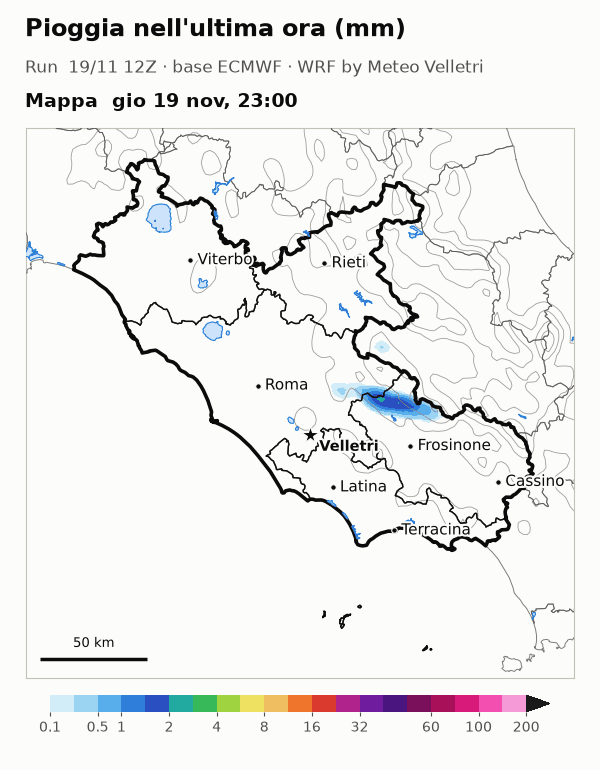 Pioggia nell'ultima ora (mm)
Run  19/11 12Z · base ECMWF · WRF by Meteo Velletri
Mappa  gio 19 nov, 23:00
Viterbo
Rieti
Roma
Velletri
Frosinone
Latina
Cassino
Terracina
50 km
0.1 0.5 1 2 4 8 16 32 60 100 200